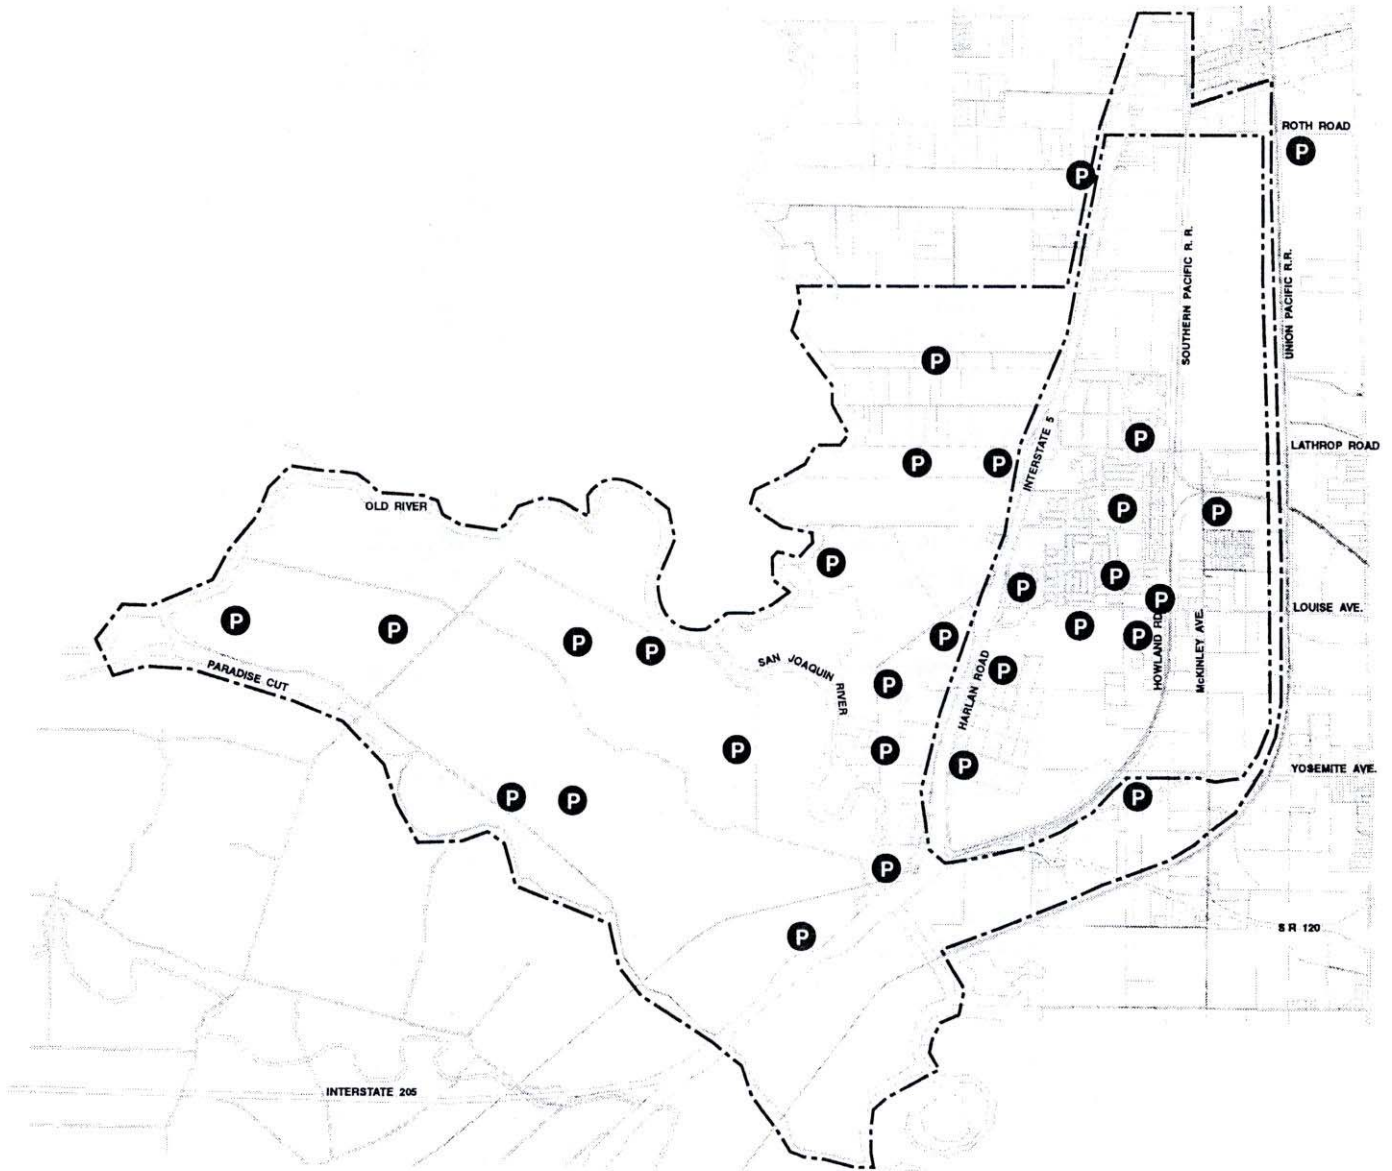 ROTH ROAD
P
P
SOUTHERN PACIFIC R. R.
UNION PACIFIC R.R.
P
INTERSTATE 5
P
LATHROP ROAD
P
P
OLD RIVER
P
P
P
P
P
P
HOWLAND RD.
McKINLEY AVE.
LOUISE AVE.
P
P
P
P
P
P
P
P
PARADISE CUT
SAN JOAQUIN RIVER
HARLAN ROAD
P
P
P
P
P
YOSEMITE AVE.
P
P
P
P
P
SR 120
INTERSTATE 205